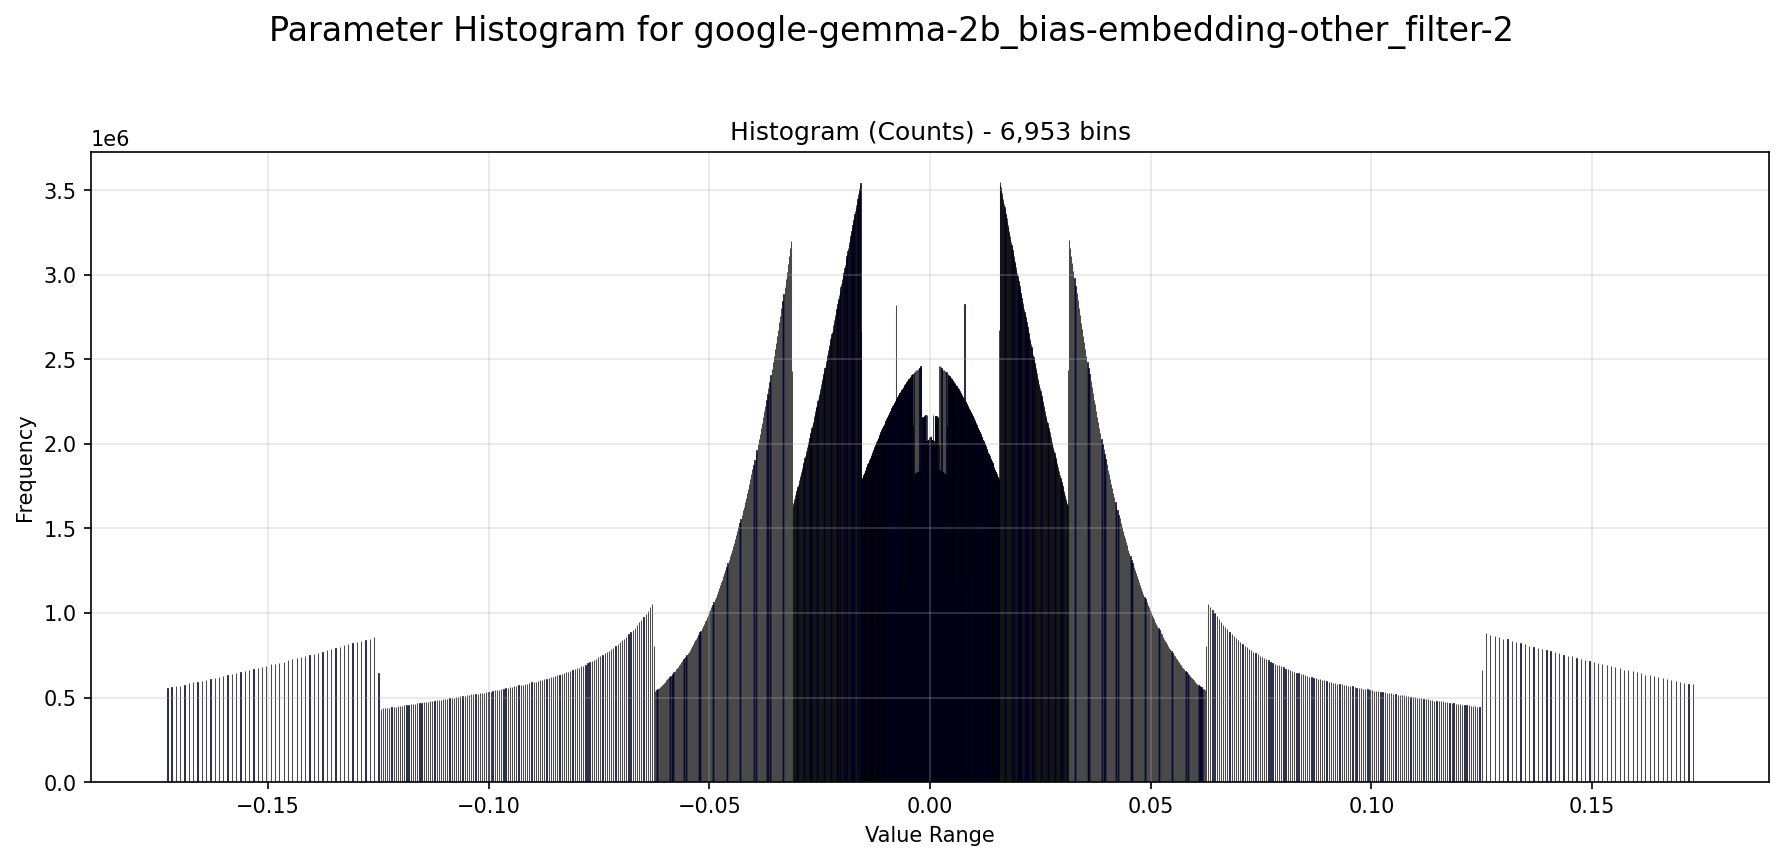 Parameter Histogram for google-gemma-2b_bias-embedding-other_filter-2
Histogram (Counts) - 6,953 bins
1e6
3.5
3.0
2.5
2.0
1.5
1.0
0.5
0.0
Frequency
−0.15 −0.10 −0.05 0.00 0.05 0.10 0.15
Value Range